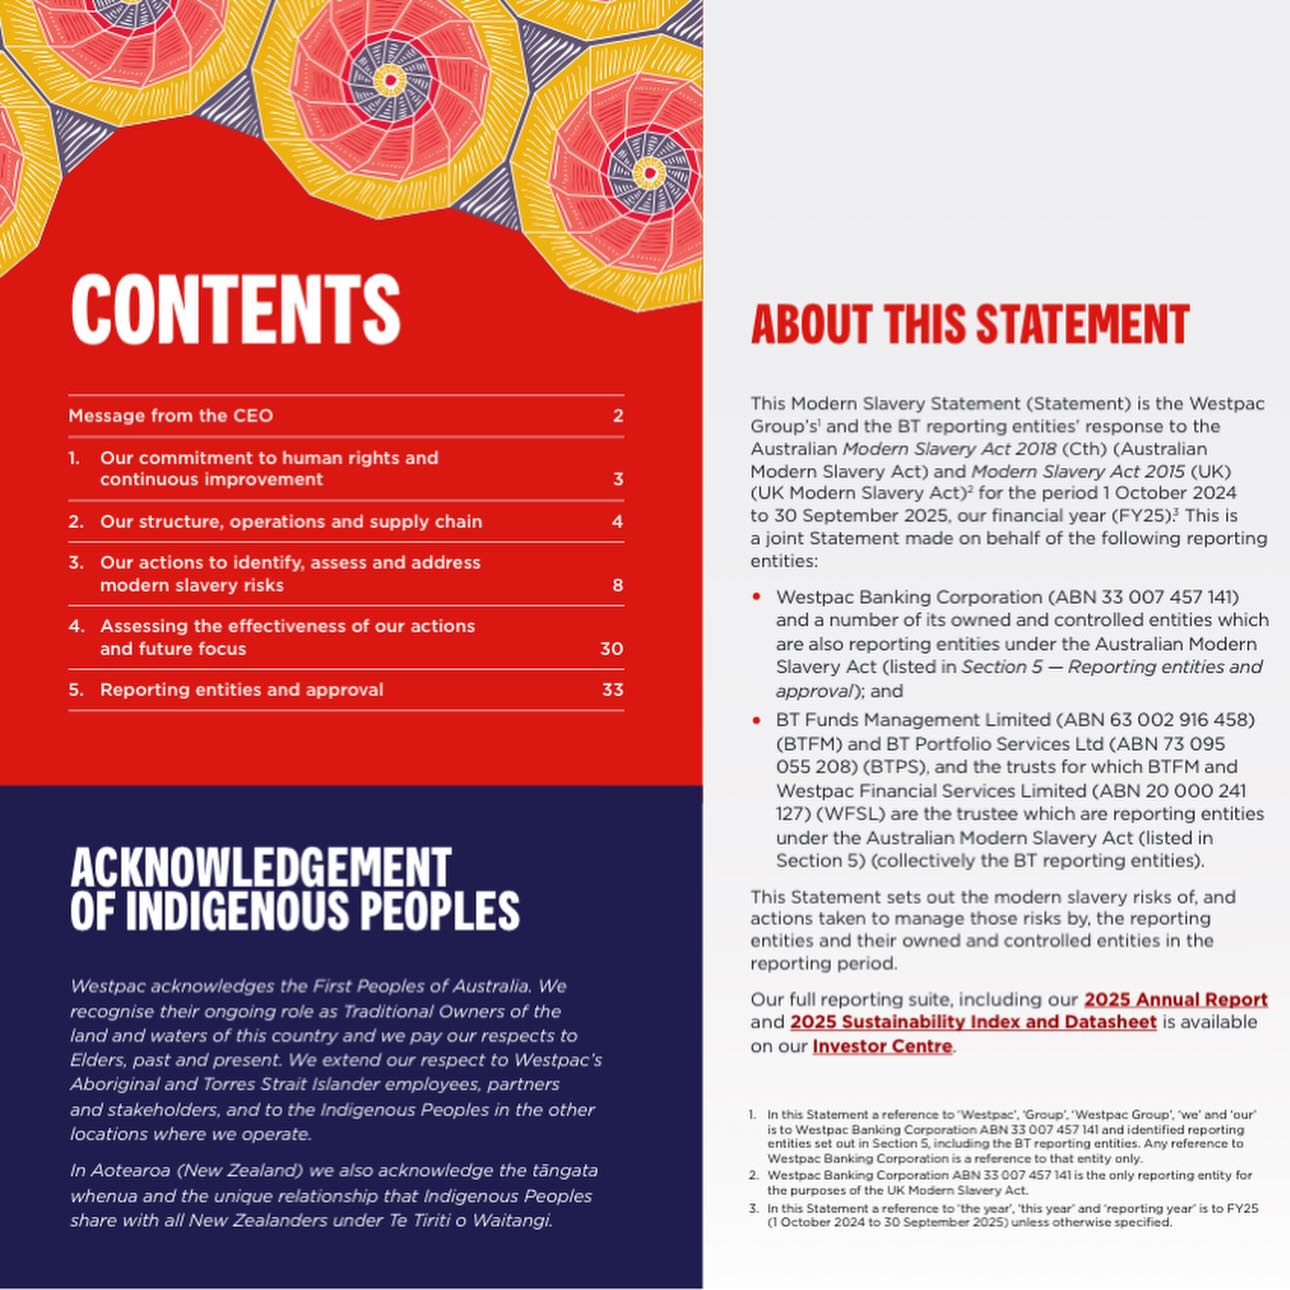 CONTENTS
Message from the CEO 2
1. Our commitment to human rights and
continuous improvement 3
2. Our structure, operations and supply chain 4
3. Our actions to identify, assess and address
modern slavery risks 8
4. Assessing the effectiveness of our actions
and future focus 30
5. Reporting entities and approval 33
ACKNOWLEDGEMENT
OF INDIGENOUS PEOPLES
Westpac acknowledges the First Peoples of Australia. We
recognise their ongoing role as Traditional Owners of the
land and waters of this country and we pay our respects to
Elders, past and present. We extend our respect to Westpac's
Aboriginal and Torres Strait Islander employees, partners
and stakeholders, and to the Indigenous Peoples in the other
locations where we operate.
In Aotearoa (New Zealand) we also acknowledge the tāngata
whenua and the unique relationship that Indigenous Peoples
share with all New Zealanders under Te Tiriti o Waitangi.
ABOUT THIS STATEMENT
This Modern Slavery Statement (Statement) is the Westpac
Group's¹ and the BT reporting entities' response to the
Australian Modern Slavery Act 2018 (Cth) (Australian
Modern Slavery Act) and Modern Slavery Act 2015 (UK)
(UK Modern Slavery Act)² for the period 1 October 2024
to 30 September 2025, our financial year (FY25).³ This is
a joint Statement made on behalf of the following reporting
entities:
• Westpac Banking Corporation (ABN 33 007 457 141)
and a number of its owned and controlled entities which
are also reporting entities under the Australian Modern
Slavery Act (listed in Section 5 — Reporting entities and
approval); and
• BT Funds Management Limited (ABN 63 002 916 458)
(BTFM) and BT Portfolio Services Ltd (ABN 73 095
055 208) (BTPS), and the trusts for which BTFM and
Westpac Financial Services Limited (ABN 20 000 241
127) (WFSL) are the trustee which are reporting entities
under the Australian Modern Slavery Act (listed in
Section 5) (collectively the BT reporting entities).
This Statement sets out the modern slavery risks of, and
actions taken to manage those risks by, the reporting
entities and their owned and controlled entities in the
reporting period.
Our full reporting suite, including our 2025 Annual Report
and 2025 Sustainability Index and Datasheet is available
on our Investor Centre.
1. In this Statement a reference to 'Westpac', 'Group', 'Westpac Group', 'we' and 'our'
is to Westpac Banking Corporation ABN 33 007 457 141 and identified reporting
entities set out in Section 5, including the BT reporting entities. Any reference to
Westpac Banking Corporation is a reference to that entity only.
2. Westpac Banking Corporation ABN 33 007 457 141 is the only reporting entity for
the purposes of the UK Modern Slavery Act.
3. In this Statement a reference to 'the year', 'this year' and 'reporting year' is to FY25
(1 October 2024 to 30 September 2025) unless otherwise specified.